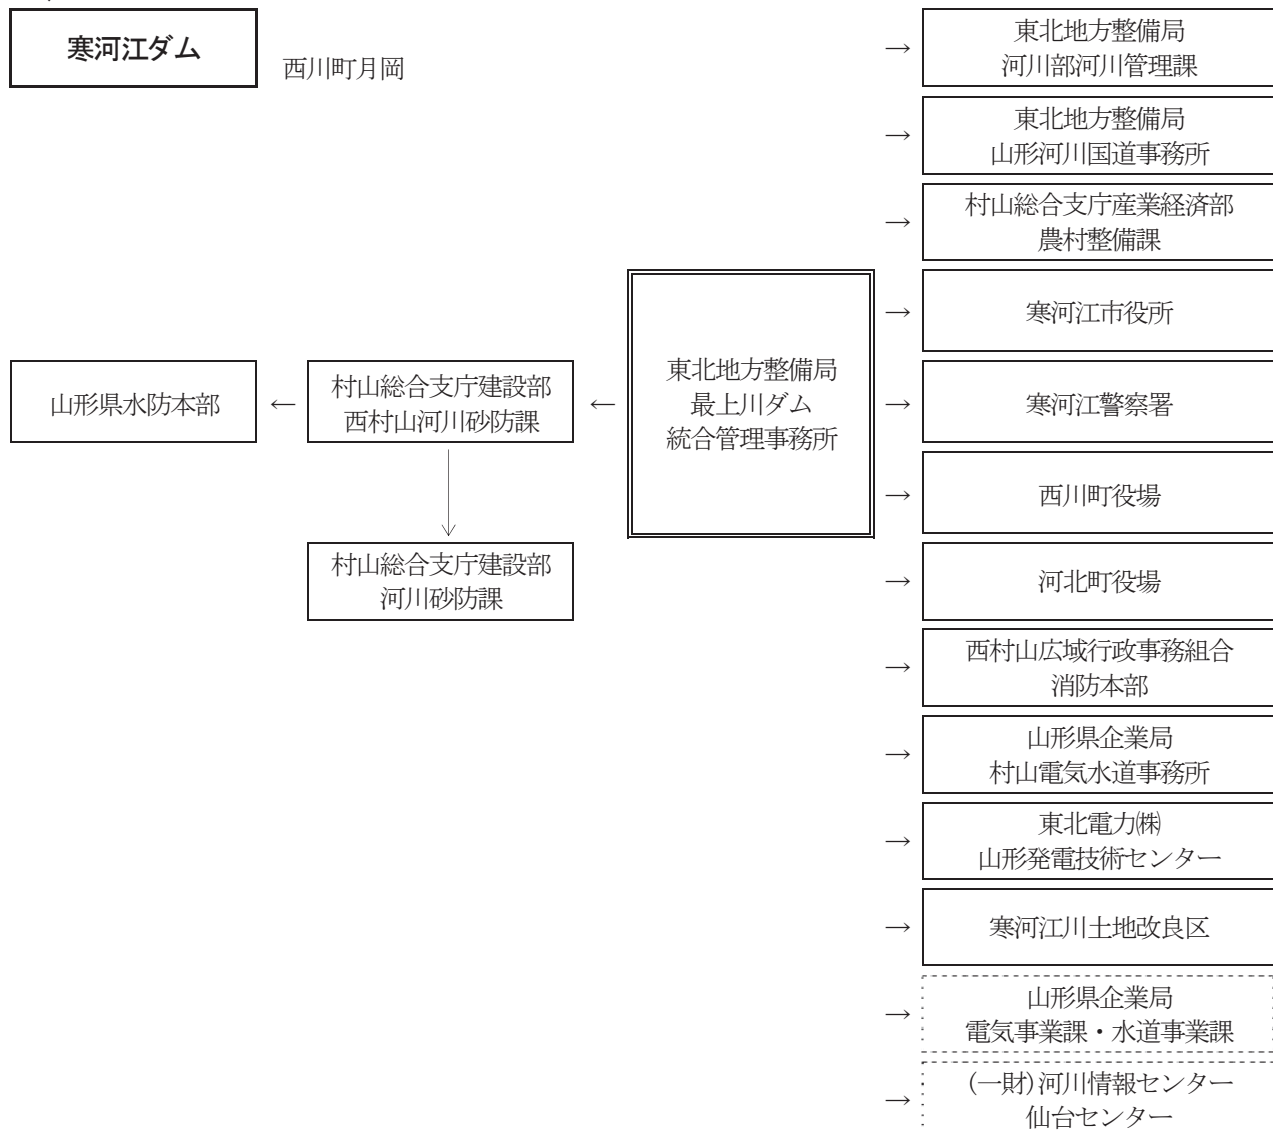 寒河江ダム
西川町月岡
→
東北地方整備局
河川部河川管理課
→
東北地方整備局
山形河川国道事務所
→
村山総合支庁産業経済部
農村整備課
→
寒河江市役所
山形県水防本部
←
村山総合支庁建設部
西村山河川砂防課
←
東北地方整備局
最上川ダム
統合管理事務所
→
寒河江警察署
→
西川町役場
村山総合支庁建設部
河川砂防課
→
河北町役場
→
西村山広域行政事務組合
消防本部
→
山形県企業局
村山電気水道事務所
→
東北電力㈱
山形発電技術センター
→
寒河江川土地改良区
→
山形県企業局
電気事業課・水道事業課
→
(一財)河川情報センター
仙台センター